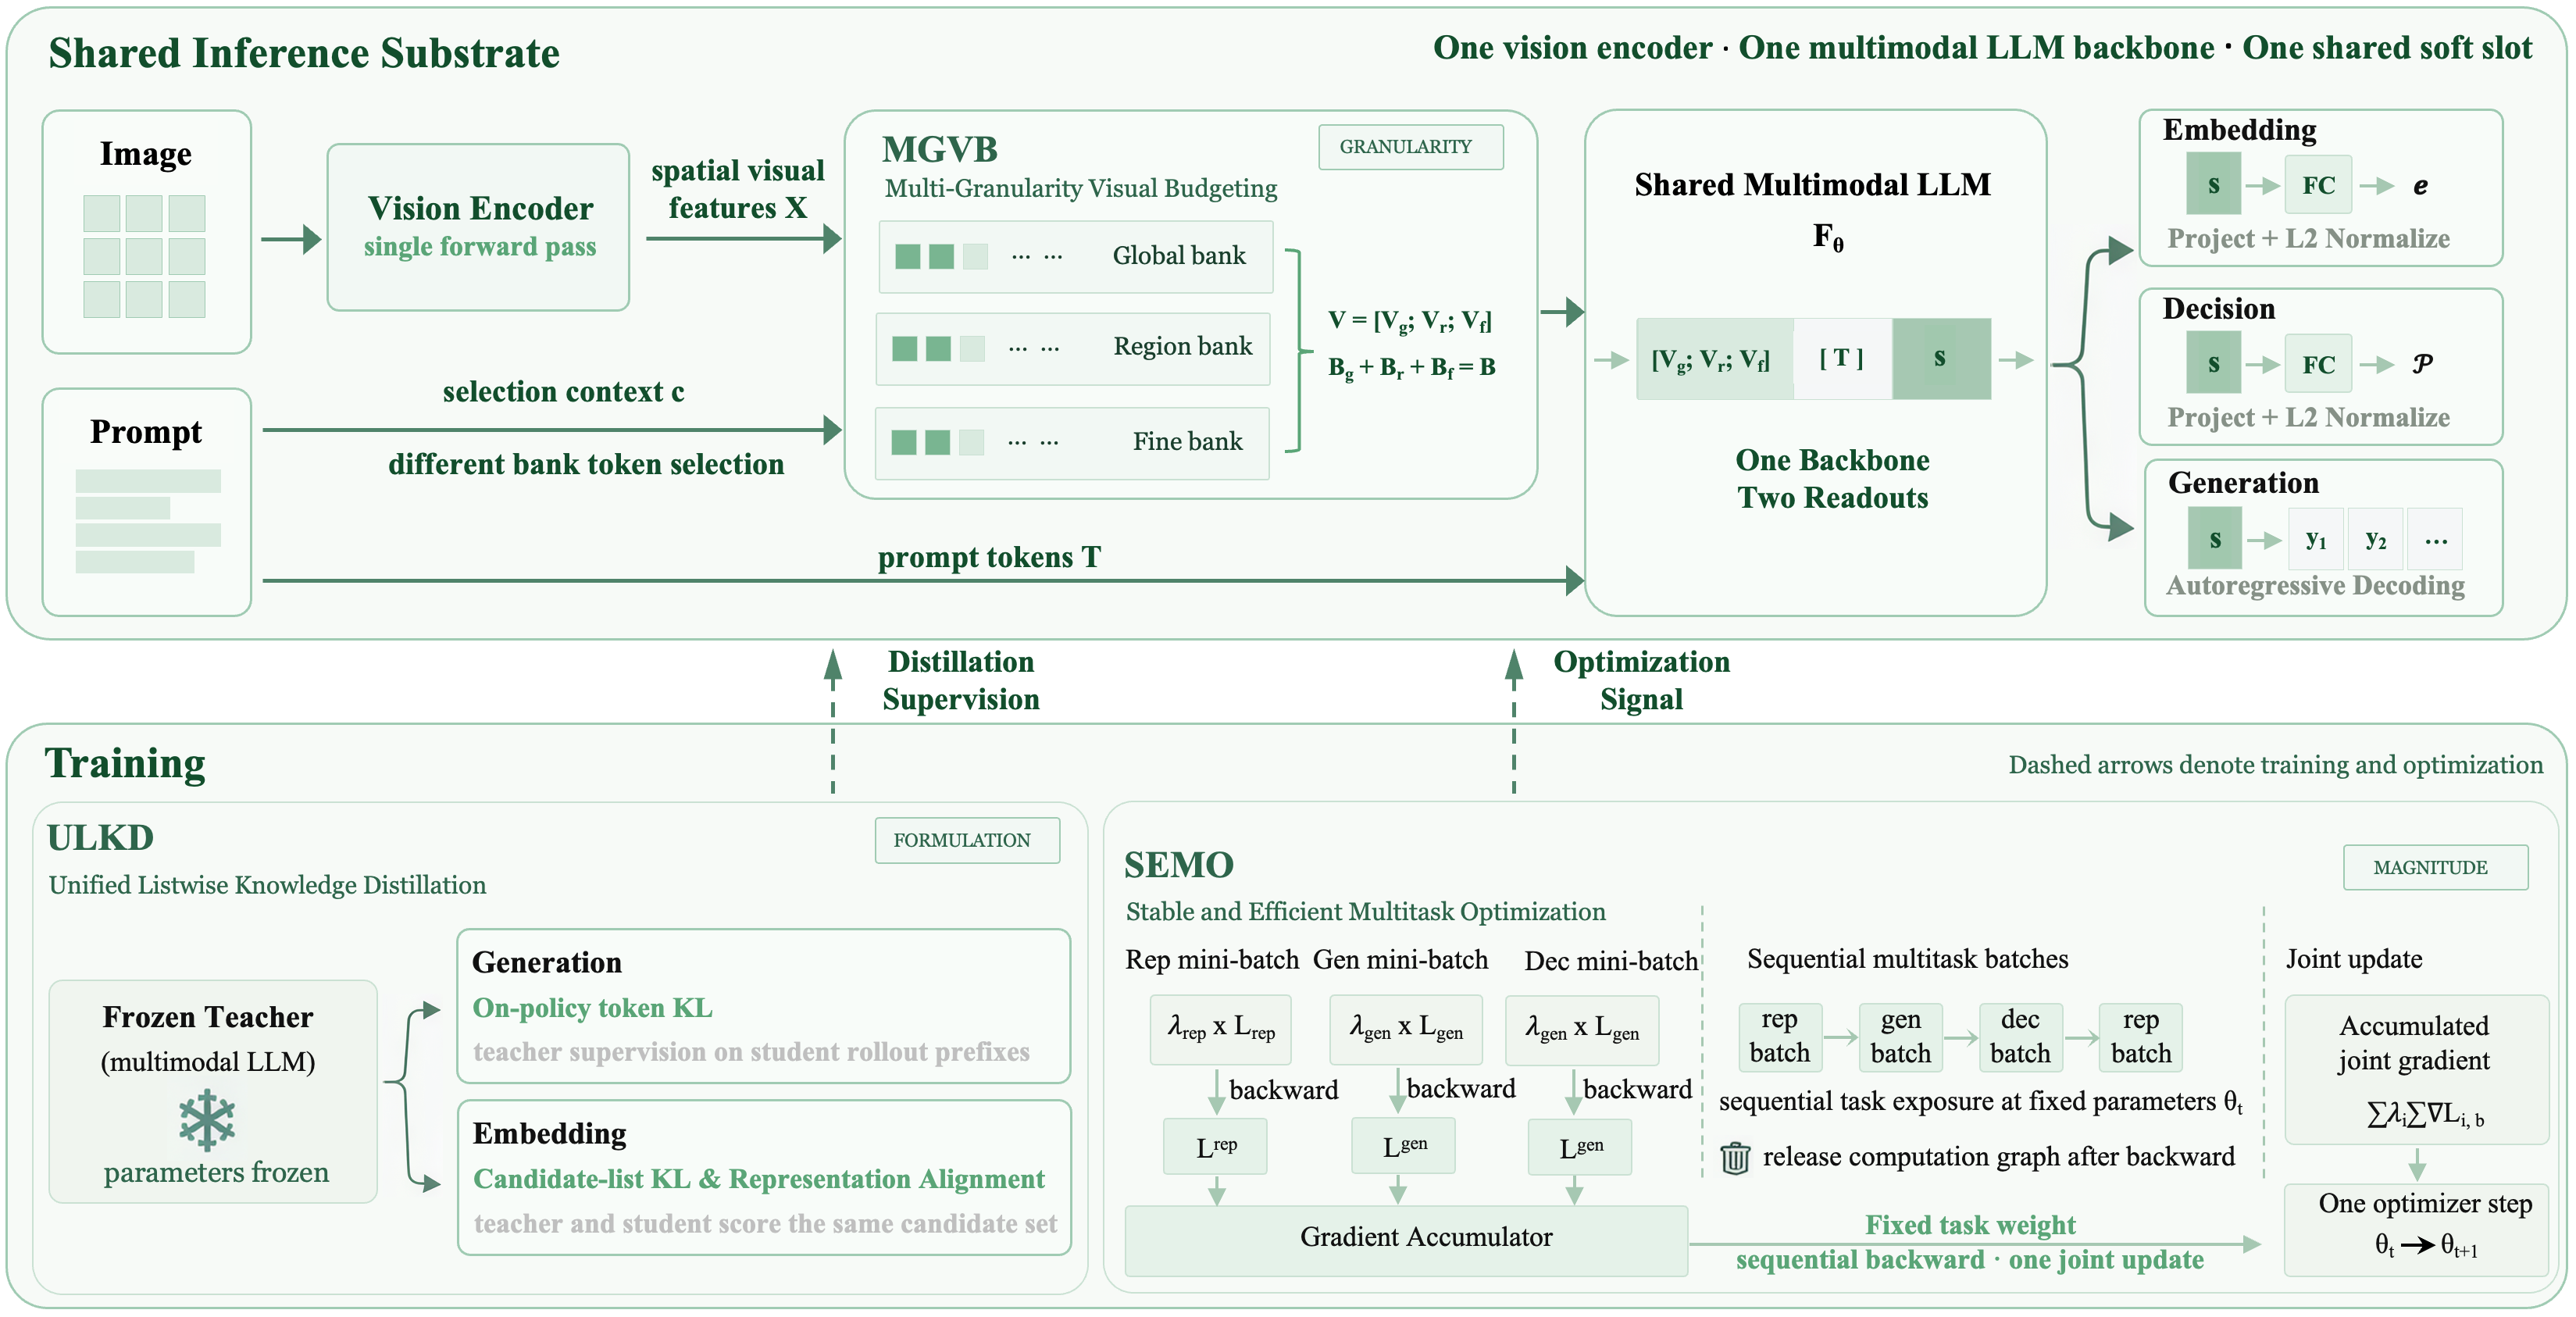 Shared Inference Substrate
One vision encoder · One multimodal LLM backbone · One shared soft slot
Image
Vision Encoder
single forward pass
spatial visual
features X
Prompt
selection context c
different bank token selection
prompt tokens T
MGVB
GRANULARITY
Multi-Granularity Visual Budgeting
... ... Global bank
... ... Region bank
... ... Fine bank
V = [Vg; Vr; Vf]
Bg + Br + Bf = B
Shared Multimodal LLM
Fθ
[Vg; Vr; Vf] [ T ] s
One Backbone
Two Readouts
Embedding
s FC e
Project + L2 Normalize
Decision
s FC 𝒫
Project + L2 Normalize
Generation
s y1 y2 ...
Autoregressive Decoding
Distillation
Supervision
Optimization
Signal
Training
Dashed arrows denote training and optimization
ULKD
FORMULATION
Unified Listwise Knowledge Distillation
Frozen Teacher
(multimodal LLM)
parameters frozen
Generation
On-policy token KL
teacher supervision on student rollout prefixes
Embedding
Candidate-list KL & Representation Alignment
teacher and student score the same candidate set
SEMO
MAGNITUDE
Stable and Efficient Multitask Optimization
Rep mini-batch Gen mini-batch Dec mini-batch
λrep x Lrep λgen x Lgen λgen x Lgen
backward backward backward
L^rep L^gen L^gen
Gradient Accumulator
Sequential multitask batches
rep batch gen batch dec batch rep batch
sequential task exposure at fixed parameters θt
release computation graph after backward
Fixed task weight
sequential backward · one joint update
Joint update
Accumulated
joint gradient
∑λi∑∇Li, b
One optimizer step
θt → θt+1